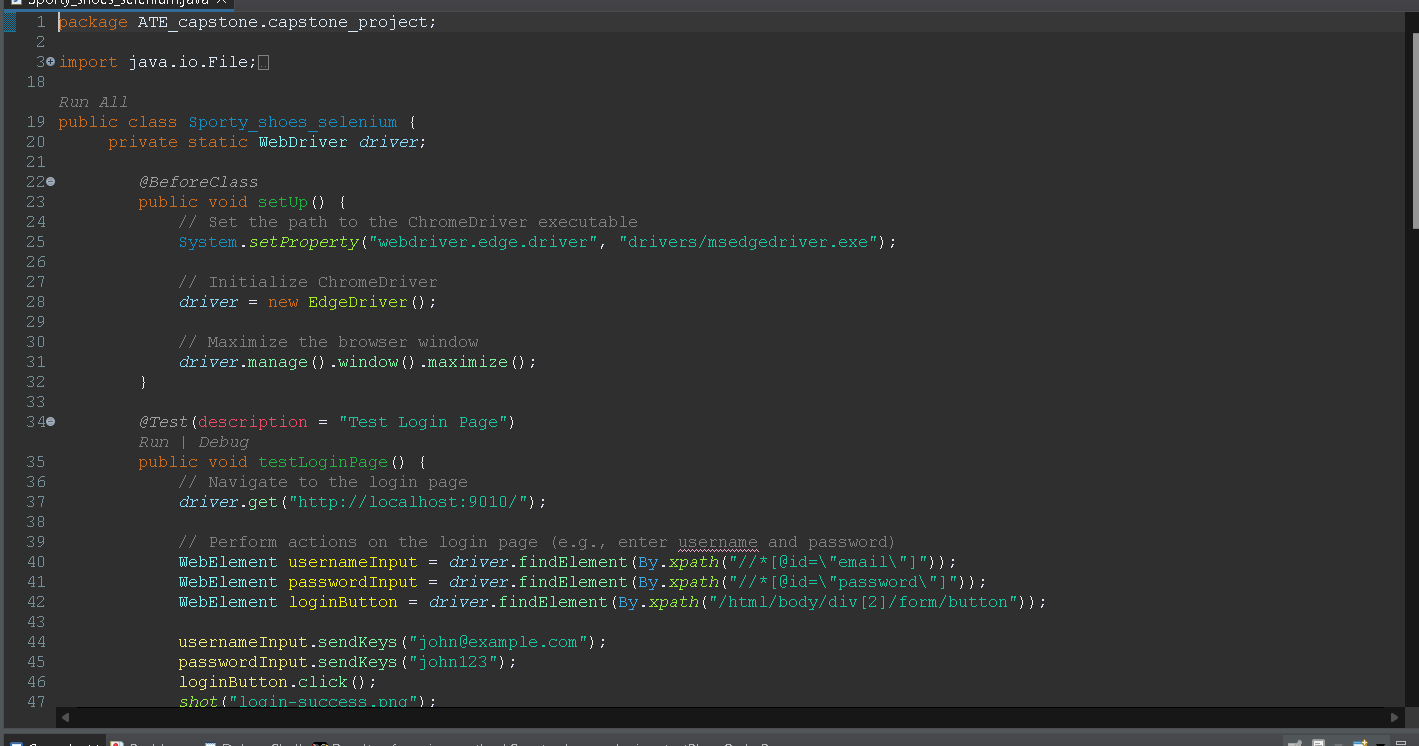 Sporty_shoes_selenium.java
1 package ATE_capstone.capstone_project;
2
3 import java.io.File;
18
Run All
19 public class Sporty_shoes_selenium {
20 private static WebDriver driver;
21
22 @BeforeClass
23 public void setUp() {
24 // Set the path to the ChromeDriver executable
25 System.setProperty("webdriver.edge.driver", "drivers/msedgedriver.exe");
26
27 // Initialize ChromeDriver
28 driver = new EdgeDriver();
29
30 // Maximize the browser window
31 driver.manage().window().maximize();
32 }
33
34 @Test(description = "Test Login Page")
Run | Debug
35 public void testLoginPage() {
36 // Navigate to the login page
37 driver.get("http://localhost:9010/");
38
39 // Perform actions on the login page (e.g., enter username and password)
40 WebElement usernameInput = driver.findElement(By.xpath("//*[@id=\"email\"]"));
41 WebElement passwordInput = driver.findElement(By.xpath("//*[@id=\"password\"]"));
42 WebElement loginButton = driver.findElement(By.xpath("/html/body/div[2]/form/button"));
43
44 usernameInput.sendKeys("john@example.com");
45 passwordInput.sendKeys("john123");
46 loginButton.click();
47 shot("login-success.png");